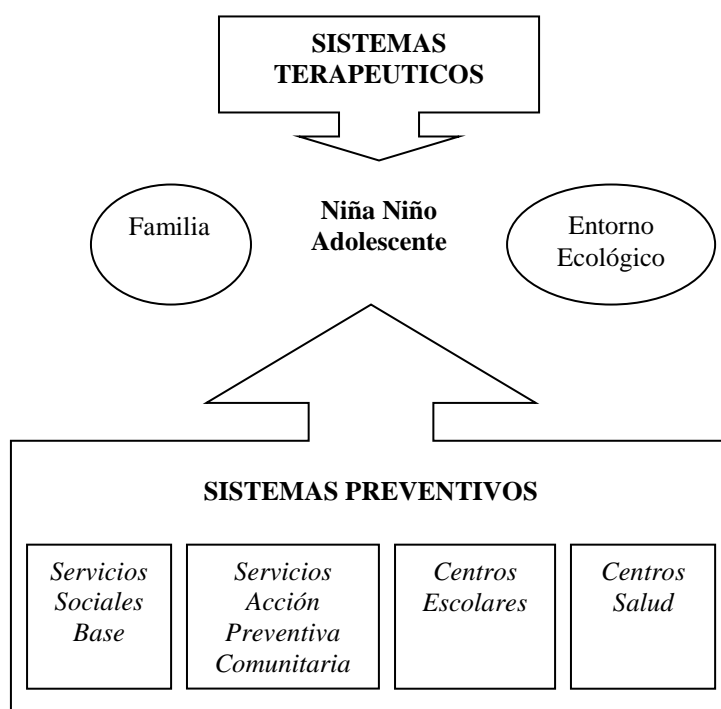 SISTEMAS
TERAPEUTICOS
Familia
Niña Niño
Adolescente
Entorno
Ecológico
SISTEMAS PREVENTIVOS
Servicios
Sociales
Base
Servicios
Acción
Preventiva
Comunitaria
Centros
Escolares
Centros
Salud